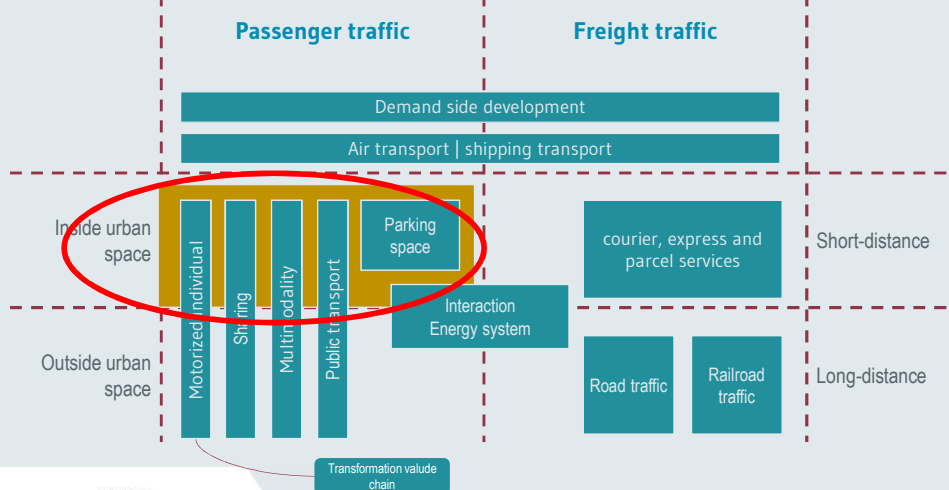 Passenger traffic
Freight traffic
Demand side development
Air transport | shipping transport
Inside urban
space
Motorized individual
Sharing
Multimodality
Public transport
Parking
space
courier, express and
parcel services
Short-distance
Interaction
Energy system
Outside urban
space
Road traffic
Railroad
traffic
Long-distance
Transformation valude
chain